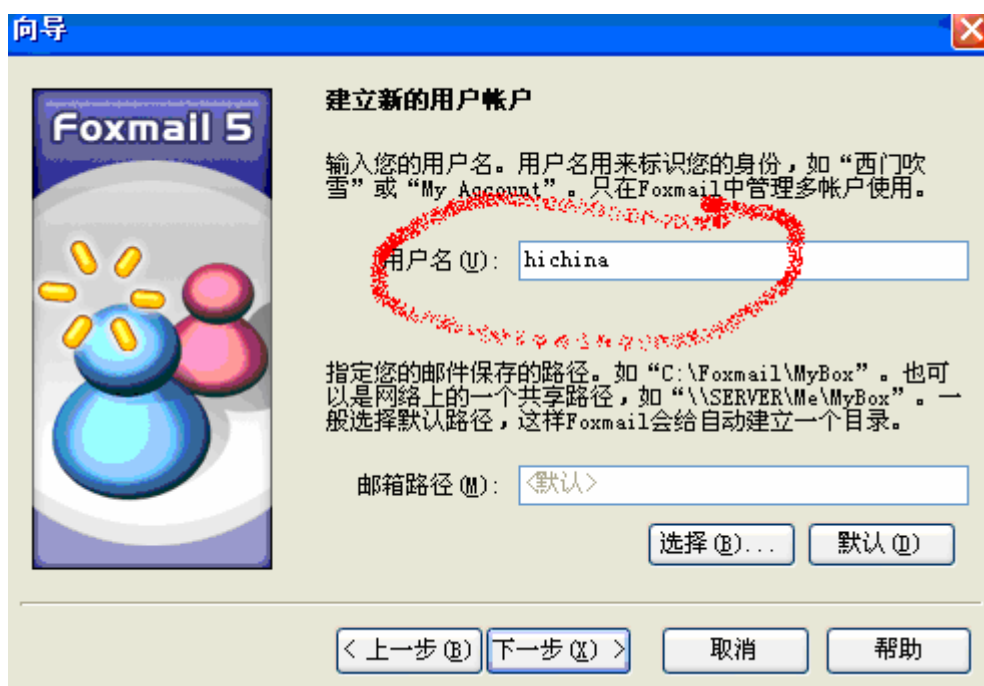 向导
Foxmail 5
建立新的用户帐户
输入您的用户名。用户名用来标识您的身份，如“西门吹
雪”或“My Account”。只在Foxmail中管理多帐户使用。
用户名(U): hichina
指定您的邮件保存的路径。如“C:\Foxmail\MyBox”。也可
以是网络上的一个共享路径，如“\\SERVER\Me\MyBox”。一
般选择默认路径，这样Foxmail会给自动建立一个目录。
邮箱路径(M): <默认>
选择(B)... 默认(D)
< 上一步(B) 下一步(X) > 取消 帮助